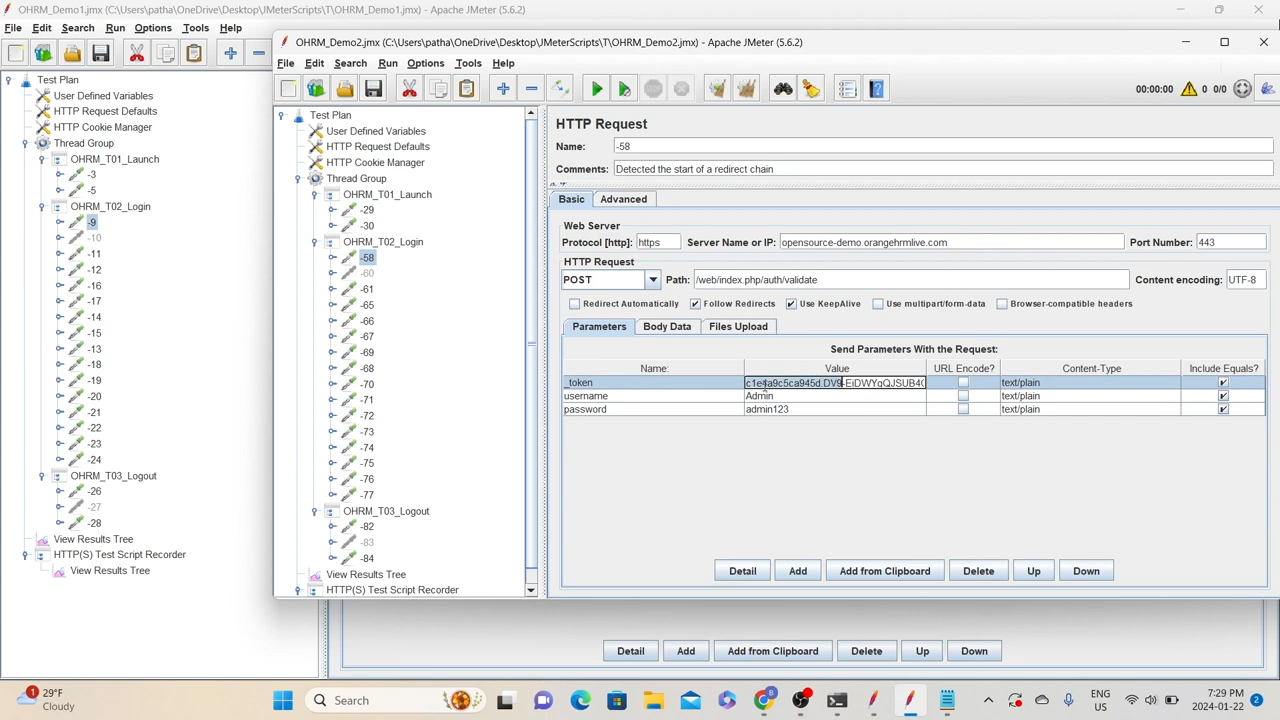 OHRM_Demo1.jmx (C:\Users\patha\OneDrive\Desktop\JMeterScripts\T\OHRM_Demo1.jmx) - Apache JMeter (5.6.2)
File Edit Search Run Options Tools Help
Test Plan
User Defined Variables
HTTP Request Defaults
HTTP Cookie Manager
Thread Group
OHRM_T01_Launch
-3
-5
OHRM_T02_Login
-9
-10
-11
-12
-16
-17
-14
-15
-13
-18
-19
-20
-21
-22
-23
-24
OHRM_T03_Logout
-26
-27
-28
View Results Tree
HTTP(S) Test Script Recorder
View Results Tree
OHRM_Demo2.jmx (C:\Users\patha\OneDrive\Desktop\JMeterScripts\T\OHRM_Demo2.jmx) - Apache JMeter (5.6.2)
File Edit Search Run Options Tools Help
00:00:00 0 0/0
Test Plan
User Defined Variables
HTTP Request Defaults
HTTP Cookie Manager
Thread Group
OHRM_T01_Launch
-29
-30
OHRM_T02_Login
-58
-60
-61
-65
-66
-67
-69
-68
-70
-71
-72
-73
-74
-75
-76
-77
OHRM_T03_Logout
-82
-83
-84
View Results Tree
HTTP(S) Test Script Recorder
HTTP Request
Name: -58
Comments: Detected the start of a redirect chain
Basic Advanced
Web Server
Protocol [http]: https Server Name or IP: opensource-demo.orangehrmlive.com Port Number: 443
HTTP Request
POST Path: /web/index.php/auth/validate Content encoding: UTF-8
Redirect Automatically Follow Redirects Use KeepAlive Use multipart/form-data Browser-compatible headers
Parameters Body Data Files Upload
Send Parameters With the Request:
Name: Value URL Encode? Content-Type Include Equals?
_token text/plain
username Admin text/plain
password admin123 text/plain
Detail Add Add from Clipboard Delete Up Down
Detail Add Add from Clipboard Delete Up Down
1 29°F
Cloudy
Search
ENG
US
7:29 PM
2024-01-22
2